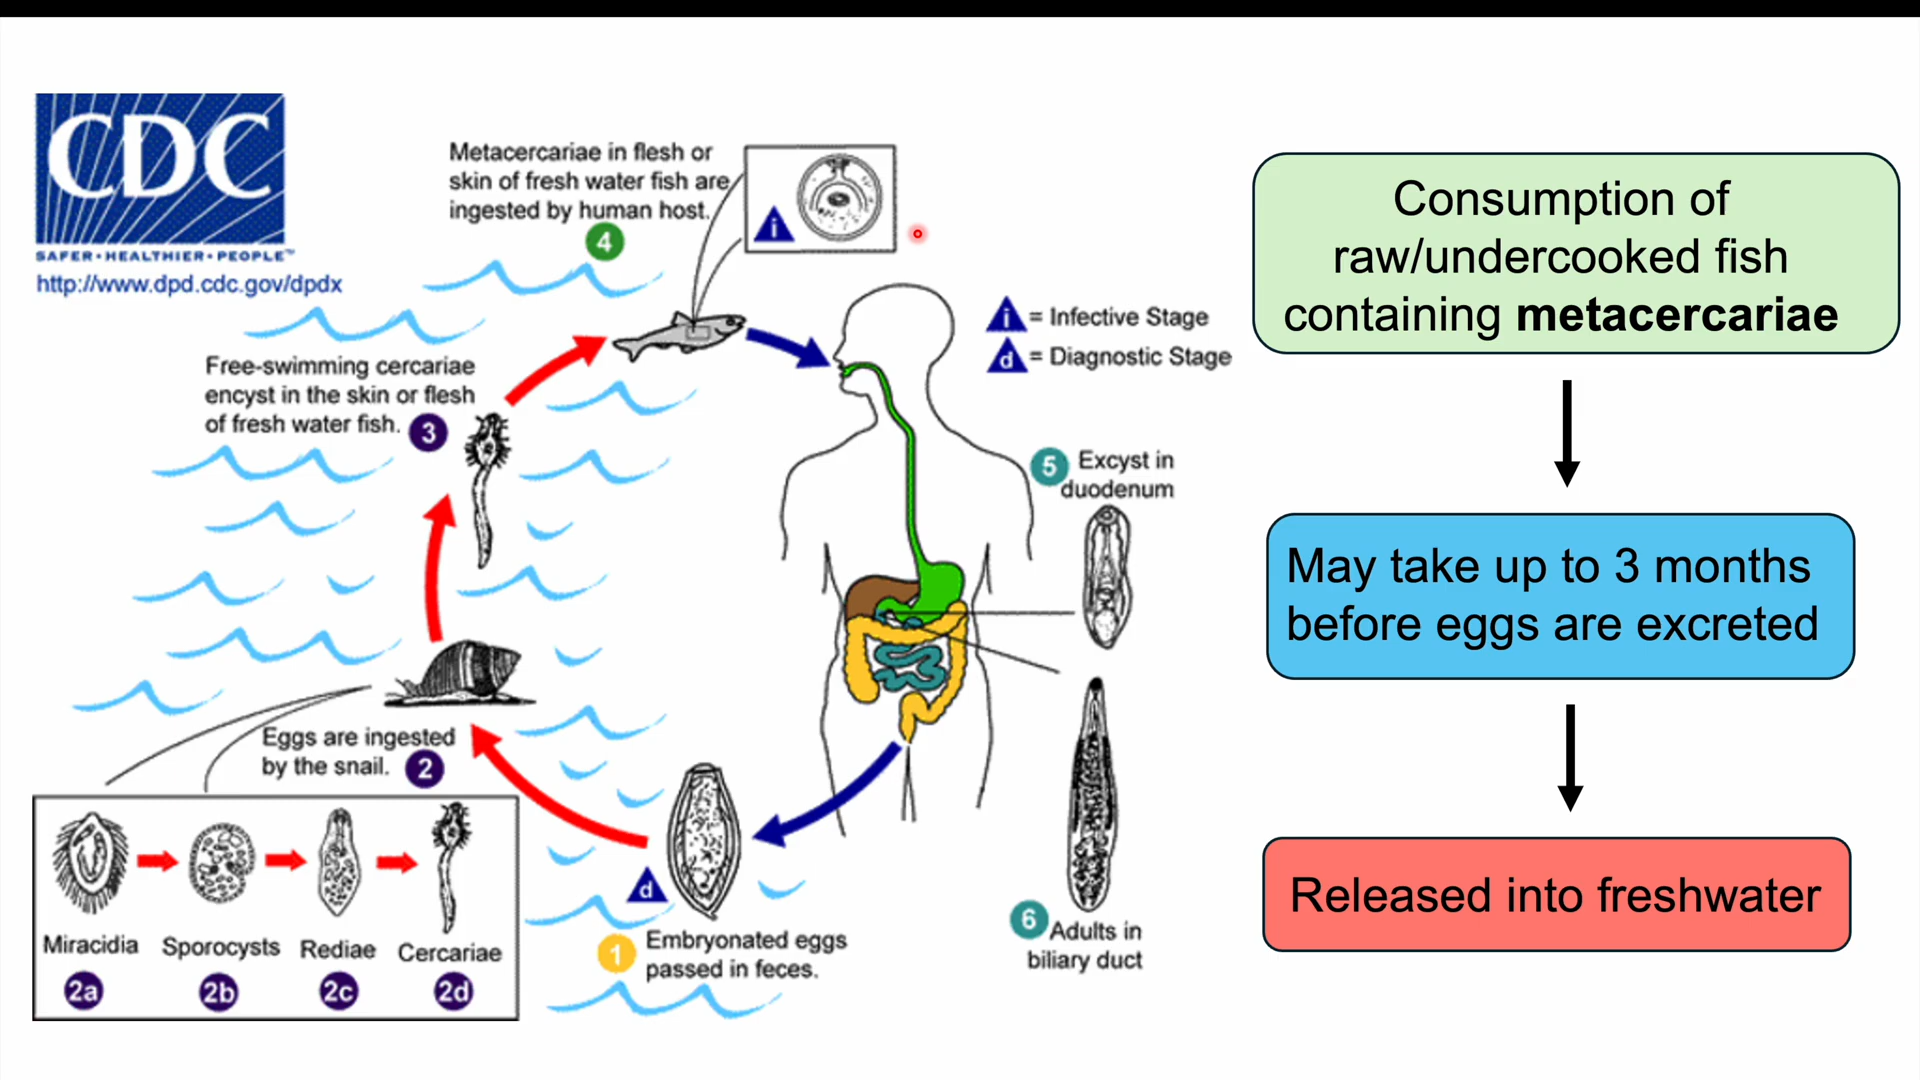 CDC
SAFER • HEALTHIER • PEOPLE™
http://www.dpd.cdc.gov/dpdx
Metacercariae in flesh or
skin of fresh water fish are
ingested by human host.
4
i
i = Infective Stage
d = Diagnostic Stage
Free-swimming cercariae
encyst in the skin or flesh
of fresh water fish.
3
5 Excyst in
duodenum
Eggs are ingested
by the snail.
2
Miracidia
Sporocysts
Rediae
Cercariae
2a
2b
2c
2d
d
1 Embryonated eggs
passed in feces.
6 Adults in
biliary duct
Consumption of
raw/undercooked fish
containing metacercariae
May take up to 3 months
before eggs are excreted
Released into freshwater